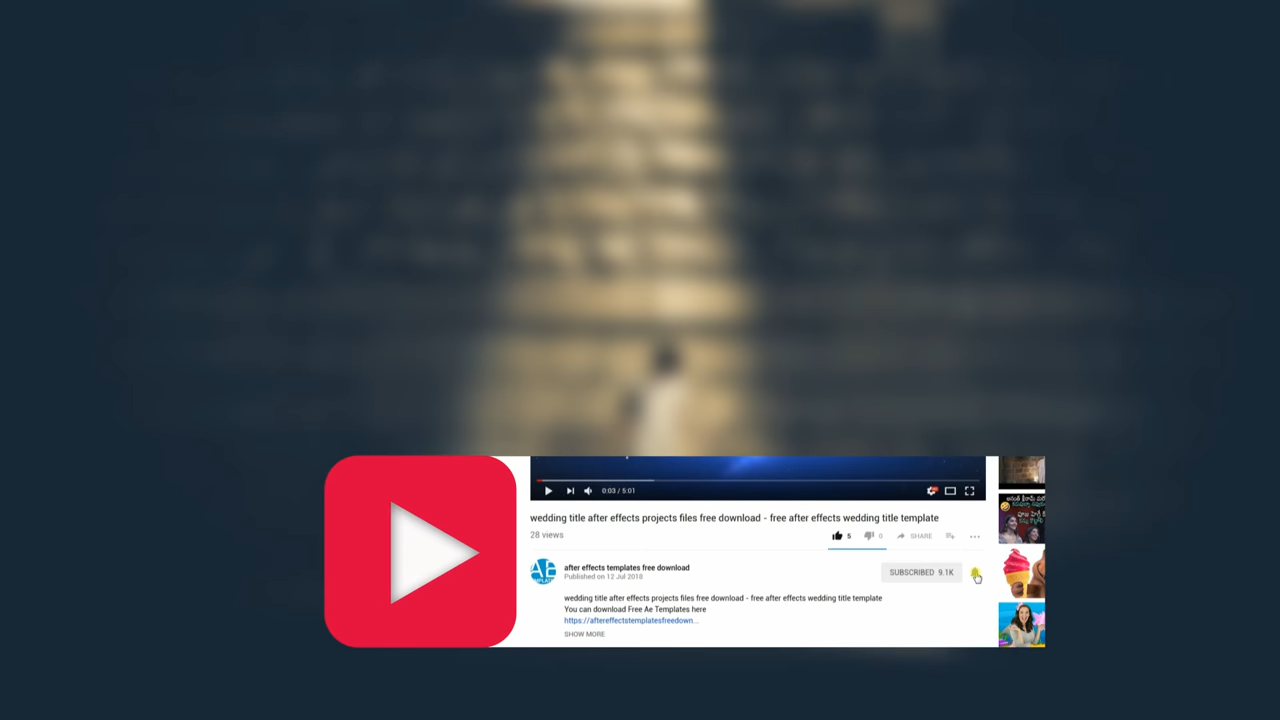 0:03 / 5:01
wedding title after effects projects files free download - free after effects wedding title template
28 views
5
0
SHARE
after effects templates free download
Published on 12 Jul 2018
SUBSCRIBED 9.1K
wedding title after effects projects files free download - free after effects wedding title template
You can download Free Ae Templates here
https://aftereffectstemplatesfreedown...
SHOW MORE